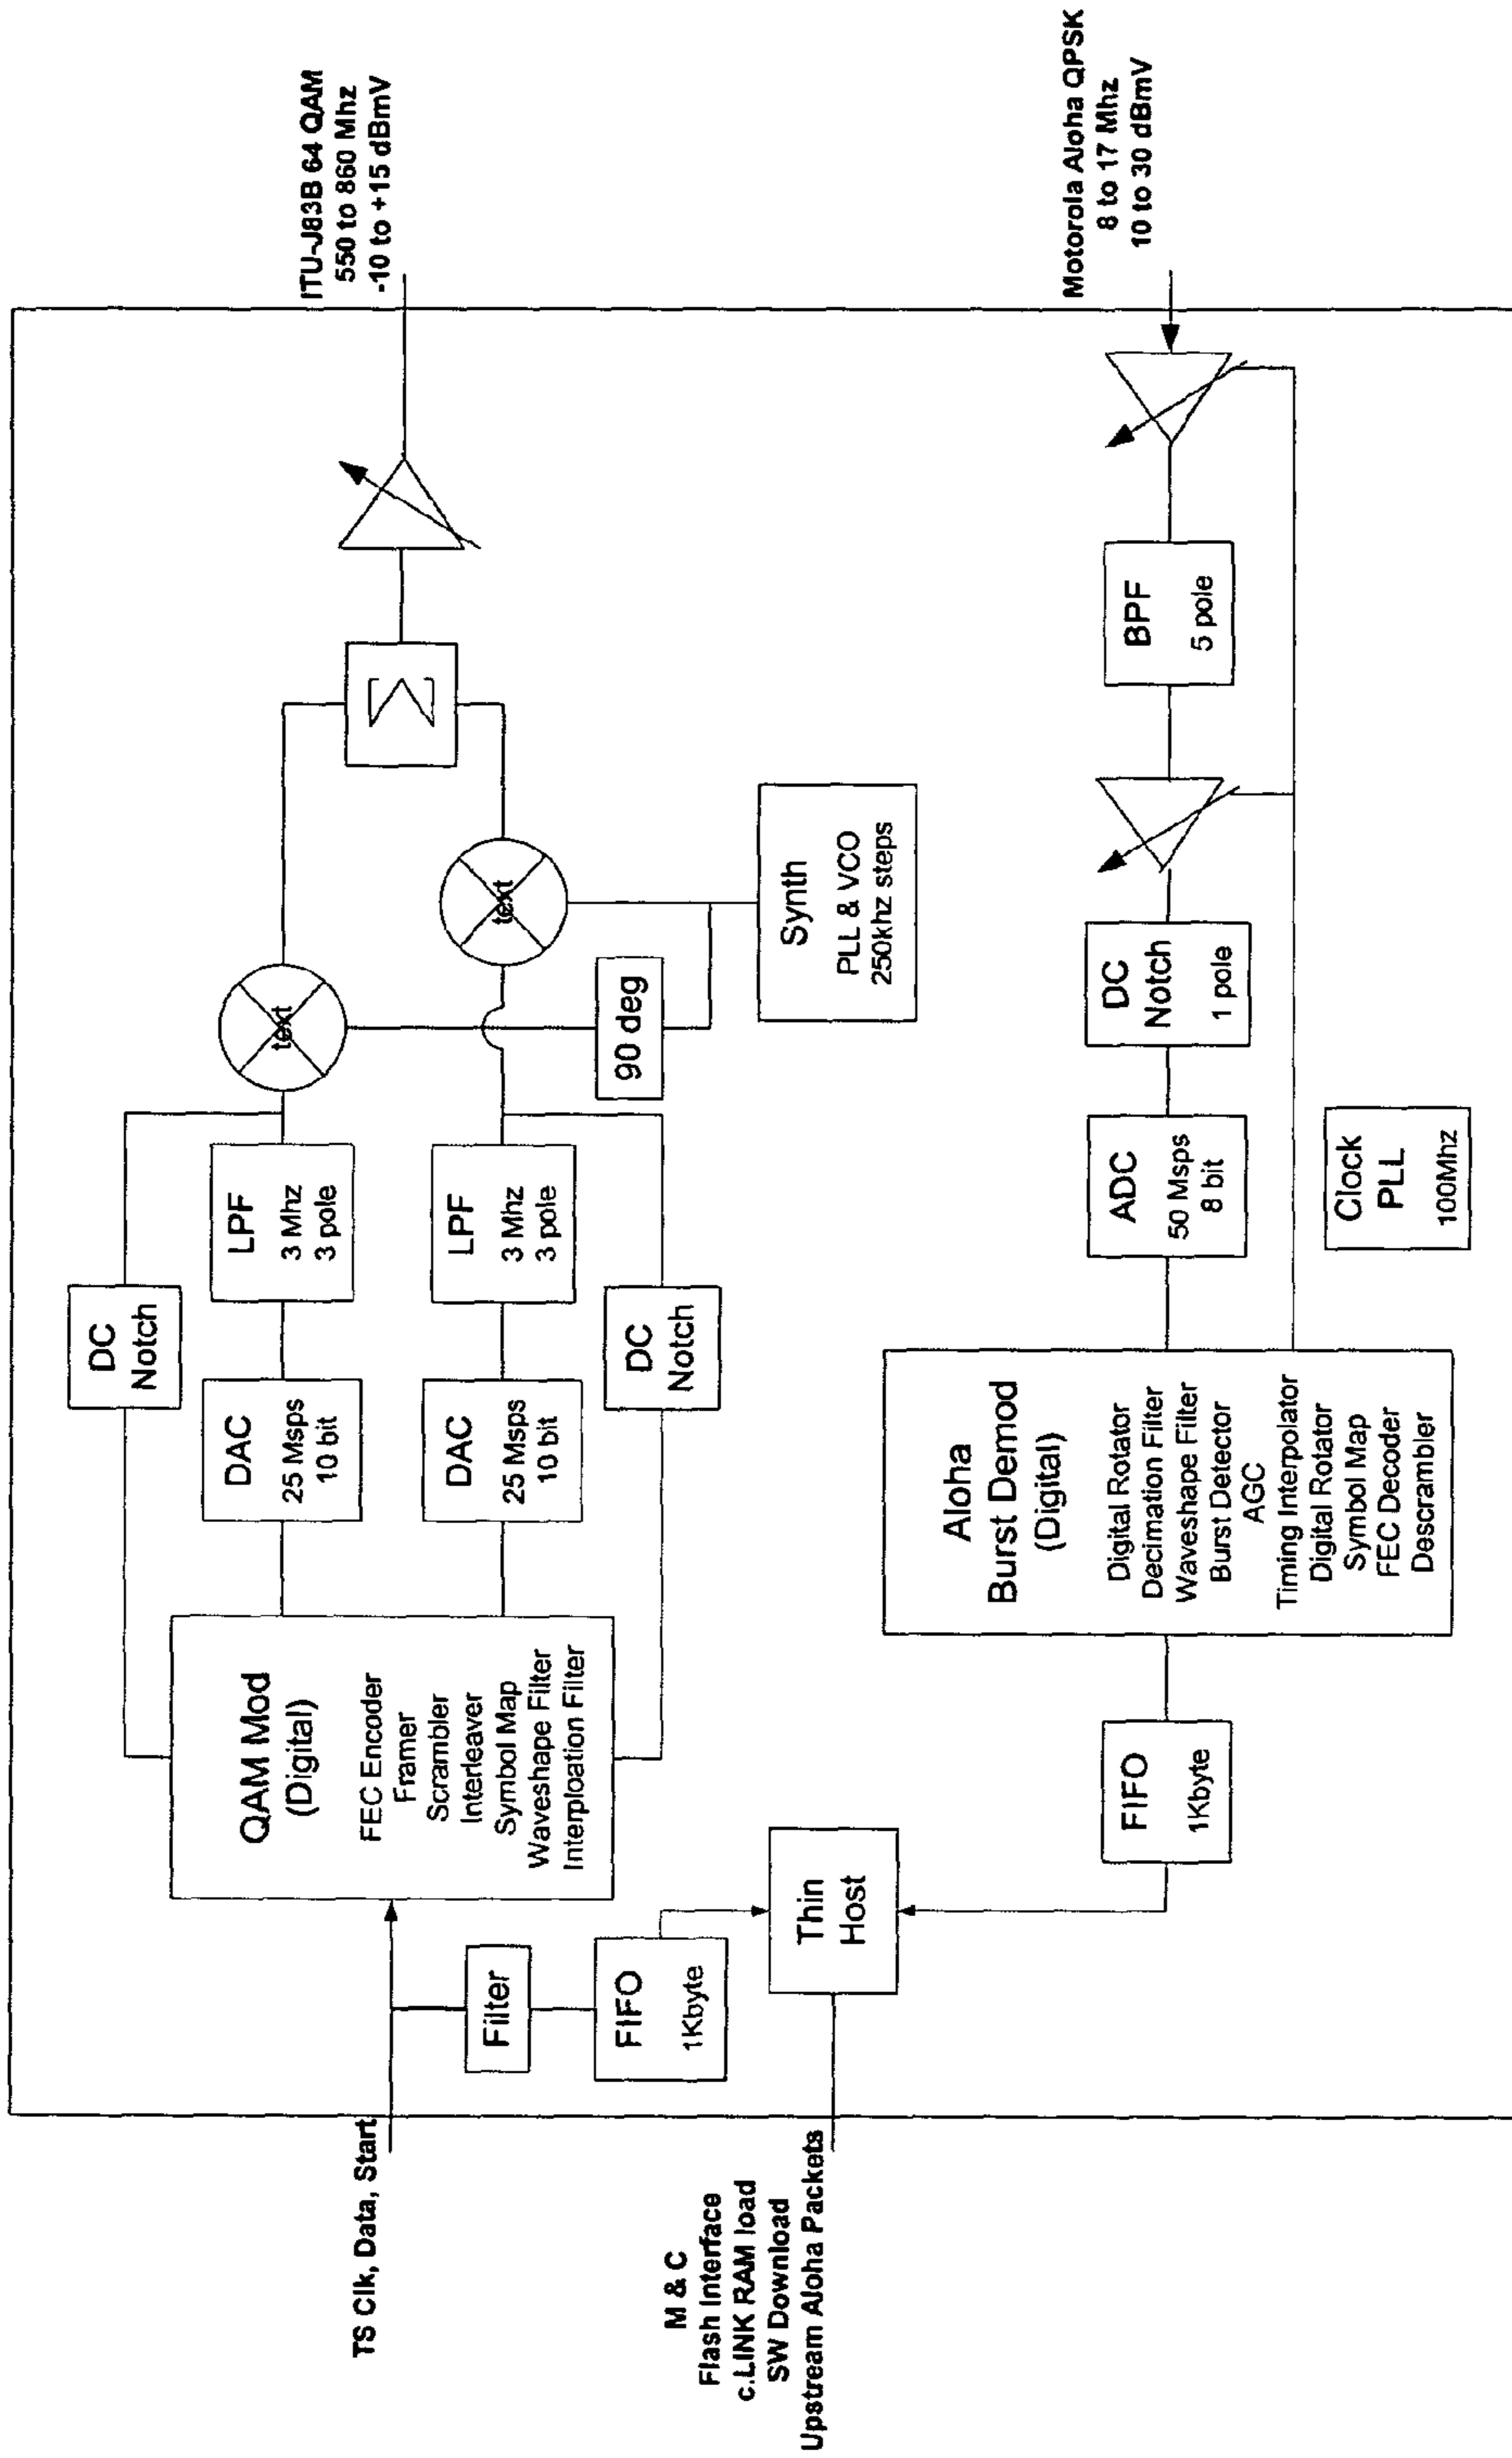 TS Clk, Data, Start
M & C
Flash Interface
c.LINK RAM load
SW Download
Upstream Aloha Packets
Filter
FIFO
1Kbyte
Thin
Host
QAM Mod
(Digital)
FEC Encoder
Framer
Scrambler
Interleaver
Symbol Map
Waveshape Filter
Interploation Filter
DC
Notch
DAC
25 Msps
10 bit
LPF
3 Mhz
3 pole
DAC
25 Msps
10 bit
LPF
3 Mhz
3 pole
DC
Notch
text
text
90 deg
Synth
PLL & VCO
250khz steps
Σ
ITU-J83B 64 QAM
550 to 860 Mhz
-10 to +15 dBmV
FIFO
1Kbyte
Aloha
Burst Demod
(Digital)
Digital Rotator
Decimation Filter
Waveshape Filter
Burst Detector
AGC
Timing Interpolator
Digital Rotator
Symbol Map
FEC Decoder
Descrambler
ADC
50 Msps
8 bit
DC
Notch
1 pole
BPF
5 pole
Clock
PLL
100Mhz
Motorola Aloha QPSK
8 to 17 Mhz
10 to 30 dBmV